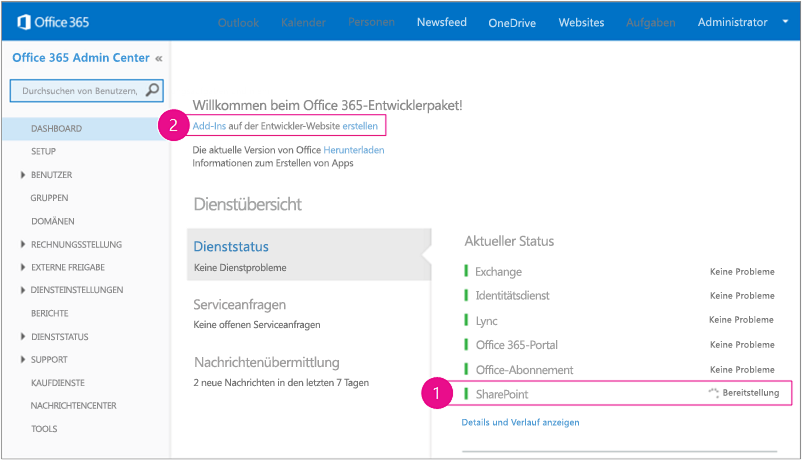 Office 365
Outlook Kalender Personen Newsfeed OneDrive Websites Aufgaben Administrator
Office 365 Admin Center «
Durchsuchen von Benutzern,
DASHBOARD
SETUP
BENUTZER
GRUPPEN
DOMÄNEN
RECHNUNGSSTELLUNG
EXTERNE FREIGABE
DIENSTEINSTELLUNGEN
BERICHTE
DIENSTSTATUS
SUPPORT
KAUFDIENSTE
NACHRICHTENCENTER
TOOLS
Willkommen beim Office 365-Entwicklerpaket!
2 Add-Ins auf der Entwickler-Website erstellen
Die aktuelle Version von Office Herunterladen
Informationen zum Erstellen von Apps
Dienstübersicht
Dienststatus
Keine Dienstprobleme
Serviceanfragen
Keine offenen Serviceanfragen
Nachrichtenübermittlung
2 neue Nachrichten in den letzten 7 Tagen
Aktueller Status
Exchange Keine Probleme
Identitätsdienst Keine Probleme
Lync Keine Probleme
Office 365-Portal Keine Probleme
Office-Abonnement Keine Probleme
1 SharePoint Bereitstellung
Details und Verlauf anzeigen